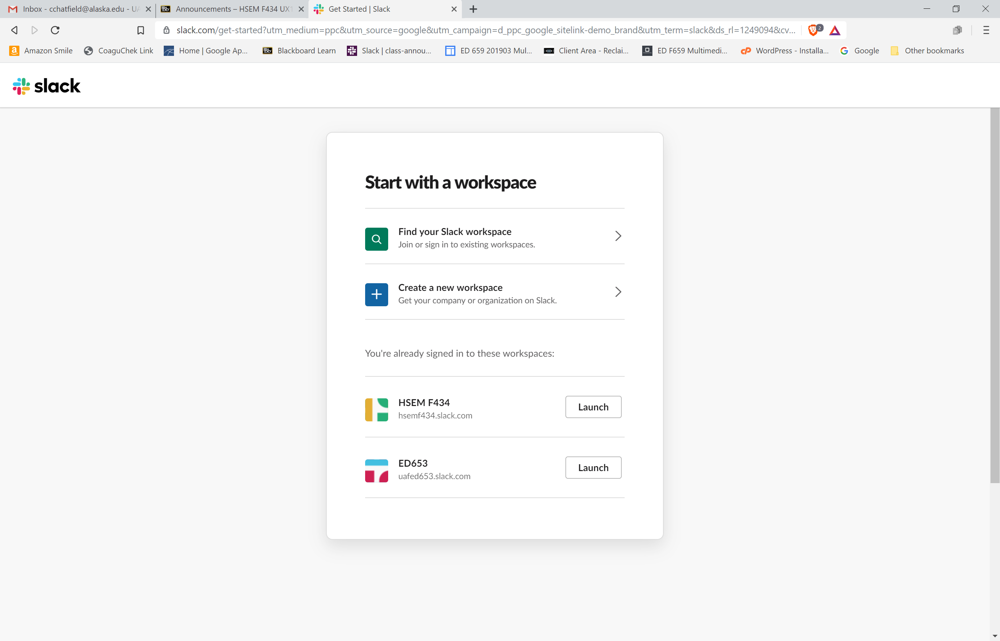 Inbox - cchatfield@alaska.edu - UA
Bb Announcements – HSEM F434 UX1
Get Started | Slack
slack.com/get-started?utm_medium=ppc&utm_source=google&utm_campaign=d_ppc_google_sitelink-demo_brand&utm_term=slack&ds_rl=1249094&cv...
2
a Amazon Smile
CoaguChek Link
Home | Google Ap...
Bb Blackboard Learn
Slack | class-annou...
ED 659 201903 Mul...
Client Area - Reclai...
ED F659 Multimedi...
cP WordPress - Installa...
G Google
Other bookmarks
slack
Start with a workspace
Find your Slack workspace
Join or sign in to existing workspaces.
Create a new workspace
Get your company or organization on Slack.
You're already signed in to these workspaces:
HSEM F434
hsemf434.slack.com
Launch
ED653
uafed653.slack.com
Launch